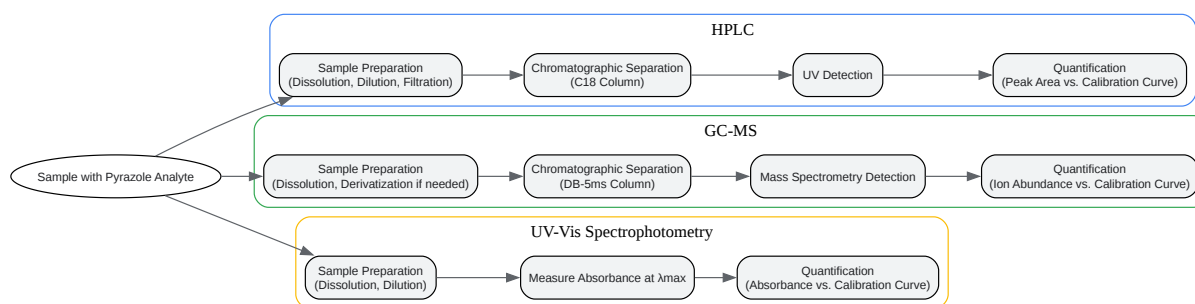 HPLC
Sample Preparation
(Dissolution, Dilution, Filtration)
Chromatographic Separation
(C18 Column)
UV Detection
Quantification
(Peak Area vs. Calibration Curve)
GC-MS
Sample with Pyrazole Analyte
Sample Preparation
(Dissolution, Derivatization if needed)
Chromatographic Separation
(DB-5ms Column)
Mass Spectrometry Detection
Quantification
(Ion Abundance vs. Calibration Curve)
UV-Vis Spectrophotometry
Sample Preparation
(Dissolution, Dilution)
Measure Absorbance at λmax
Quantification
(Absorbance vs. Calibration Curve)